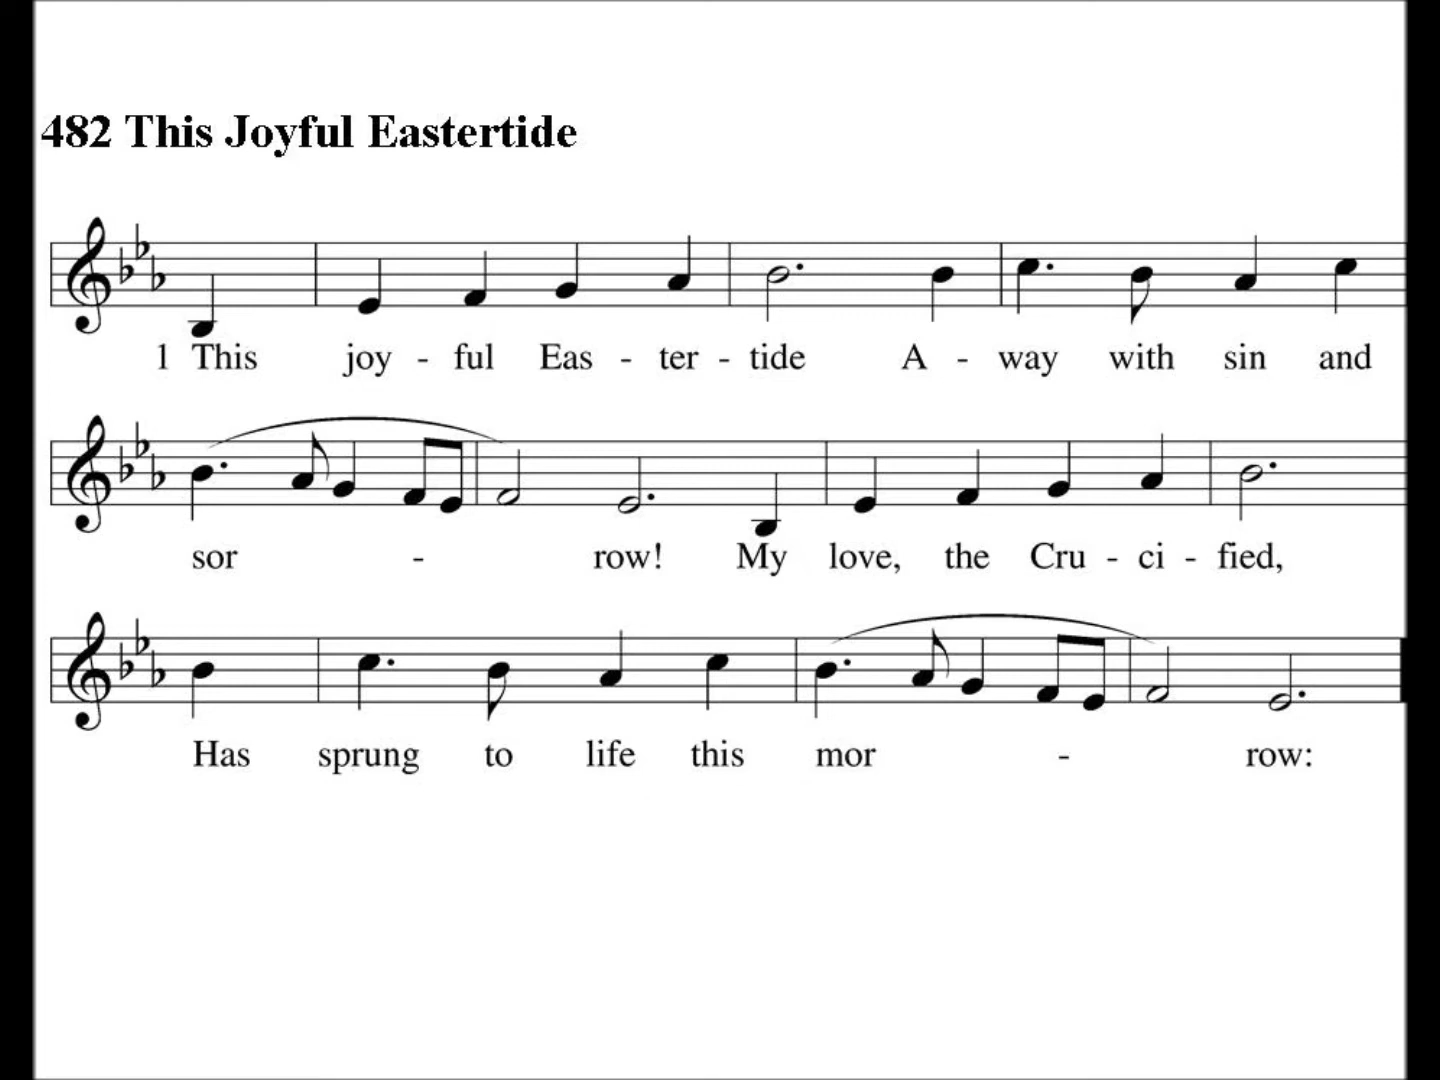 482 This Joyful Eastertide
1 This joy - ful Eas - ter - tide A - way with sin and
sor - row! My love, the Cru - ci - fied,
Has sprung to life this mor - row: